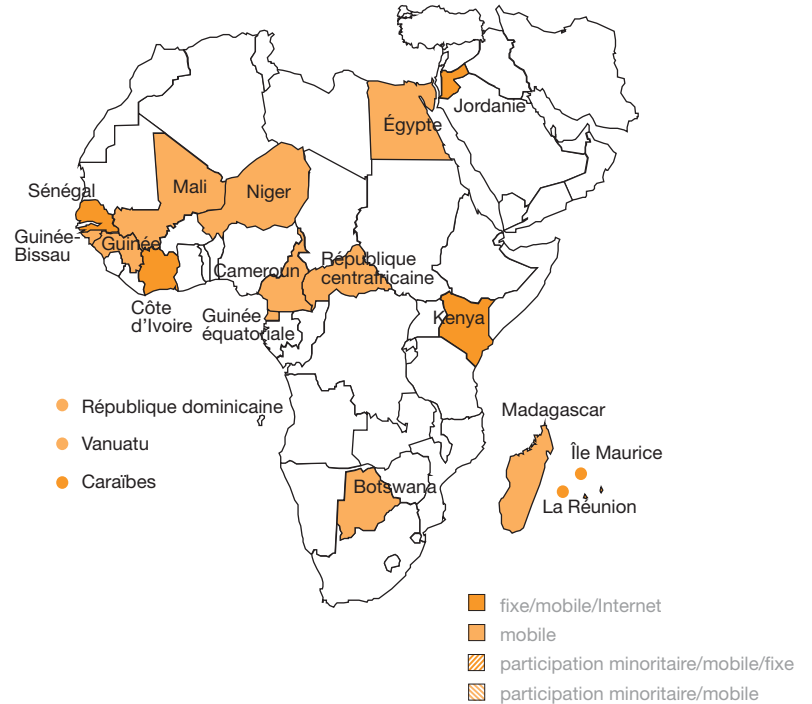 Jordanie
Égypte
Sénégal
Mali
Niger
Guinée-
Bissau
Guinée
Cameroun
République
centrafricaine
Côte
d'Ivoire
Guinée
équatoriale
Kenya
République dominicaine
Vanuatu
Caraïbes
Madagascar
Île Maurice
La Réunion
Botswana
fixe/mobile/Internet
mobile
participation minoritaire/mobile/fixe
participation minoritaire/mobile